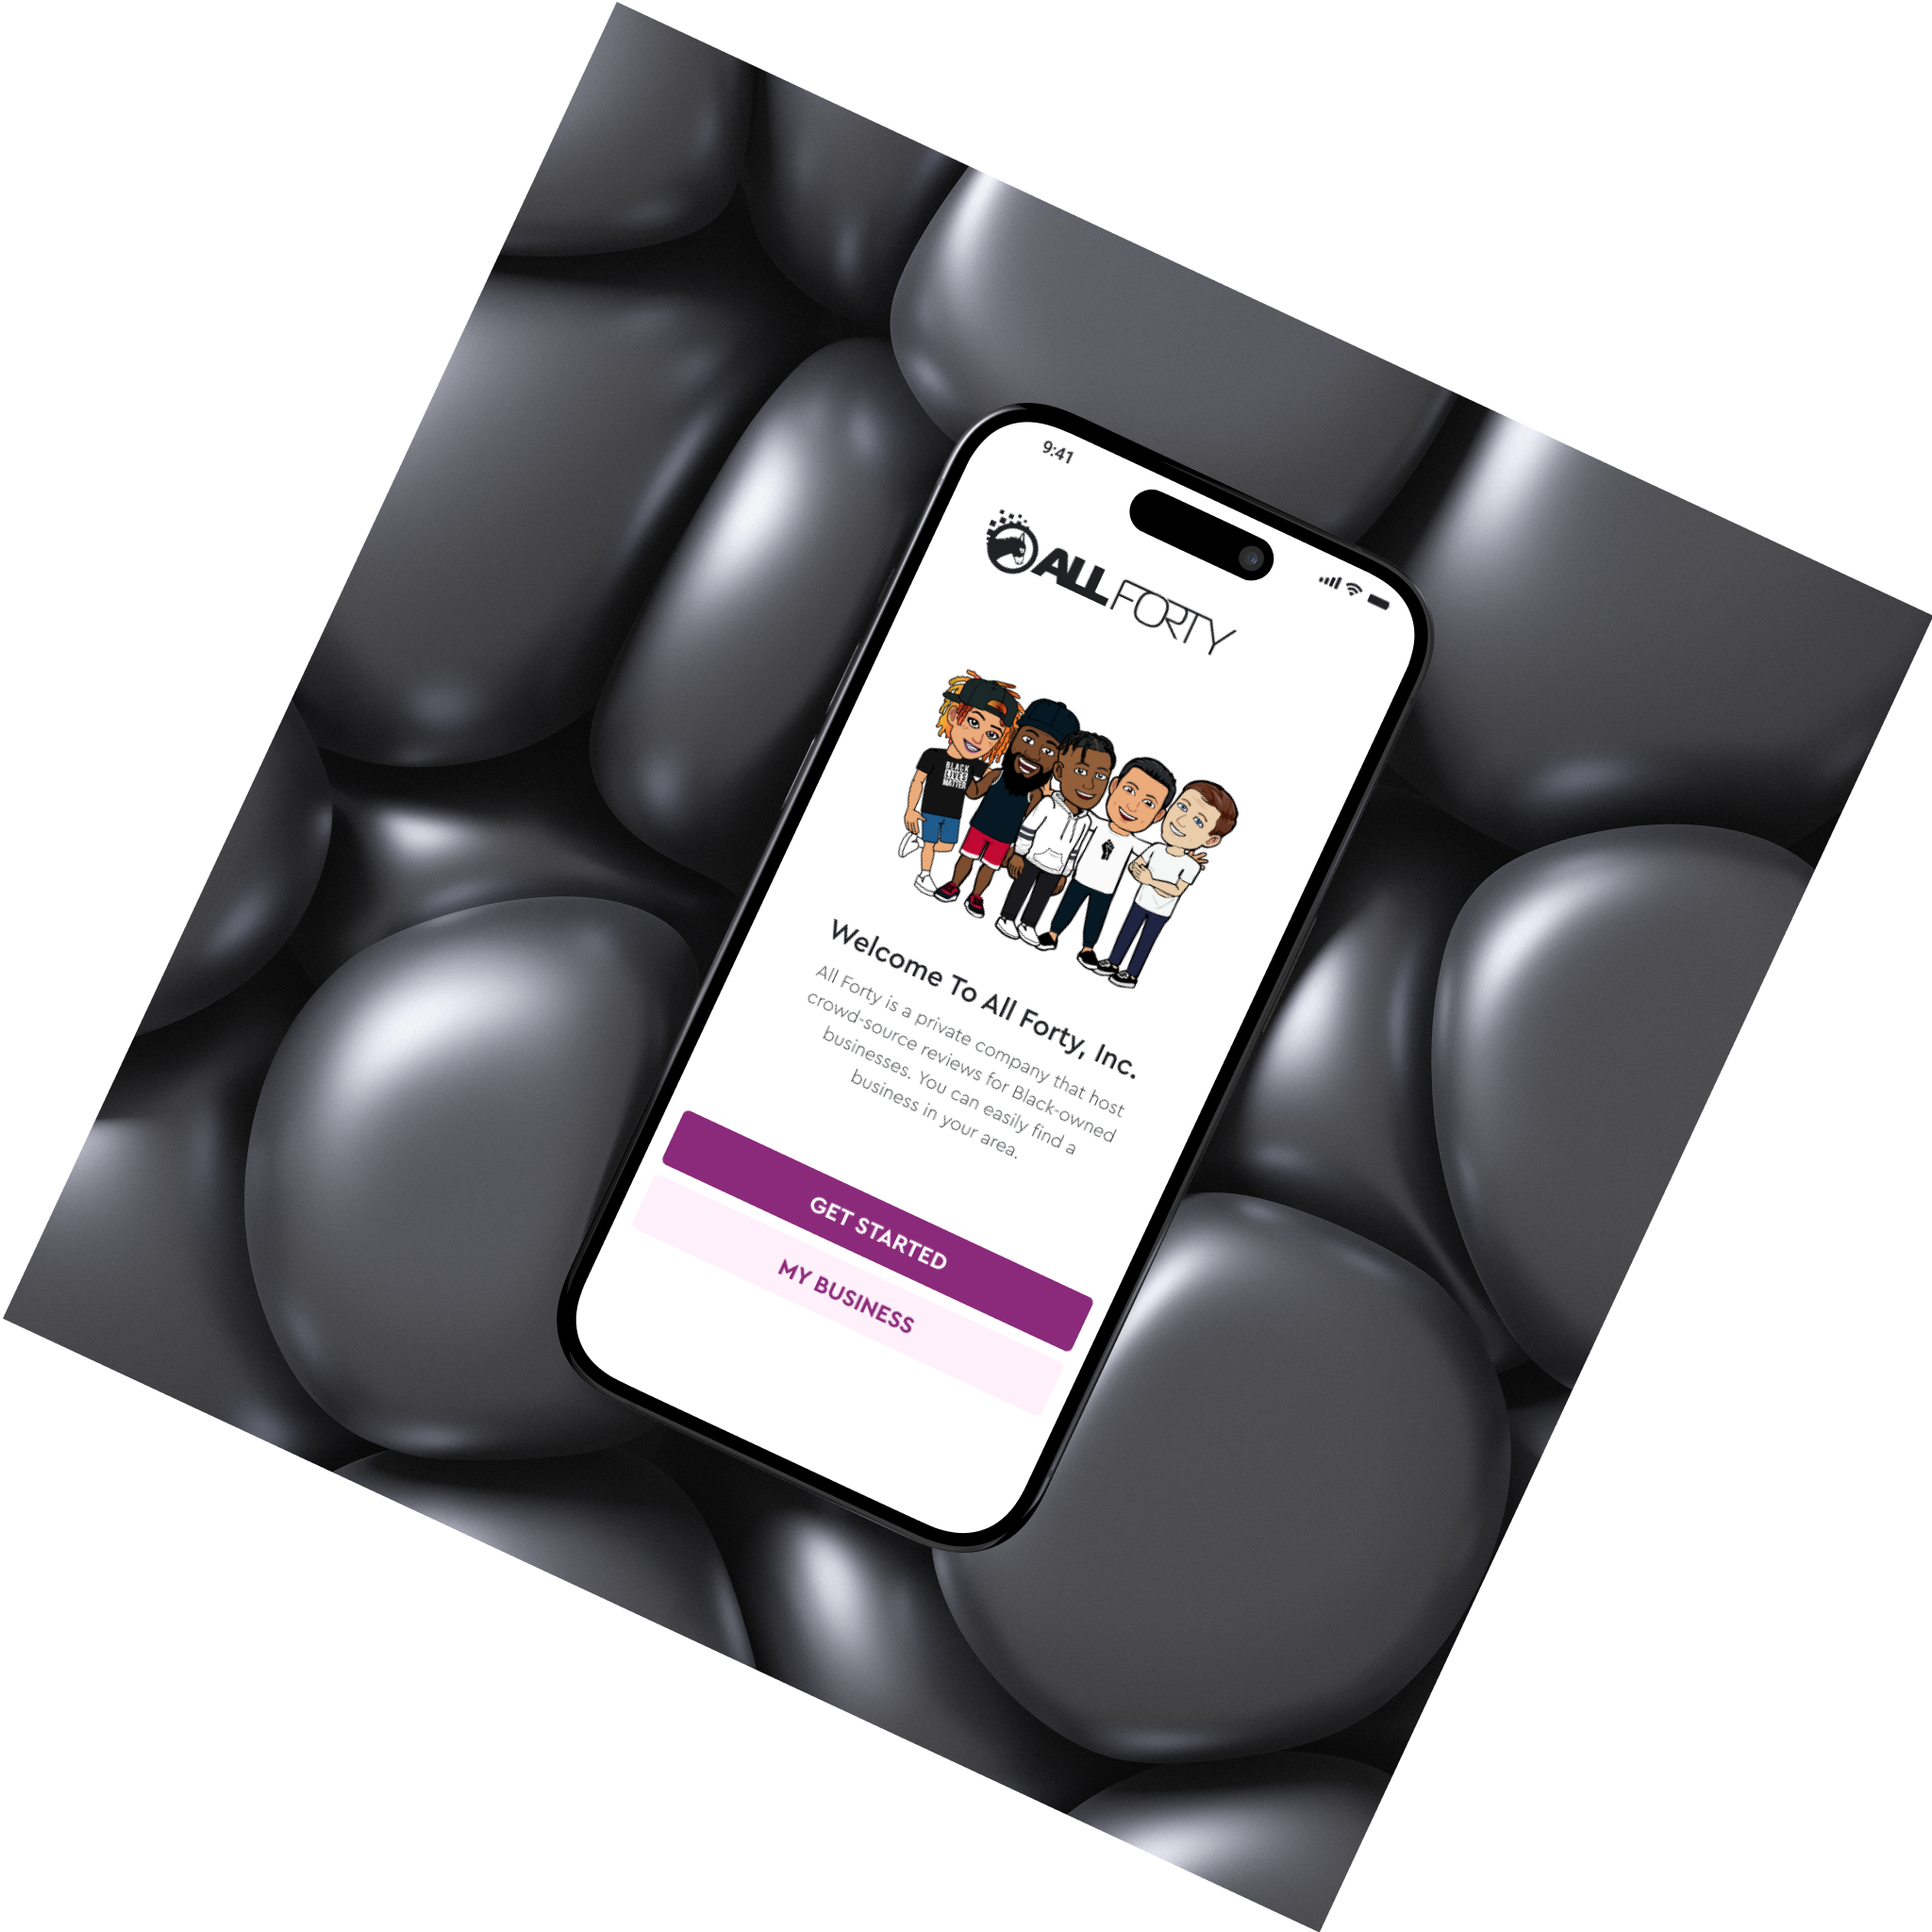 9:41
ALL FORTY
BLACK
LIVES
MATTER
Welcome To All Forty, Inc.
All Forty is a private company that host
crowd-source reviews for Black-owned
businesses. You can easily find a
business in your area.
GET STARTED
MY BUSINESS